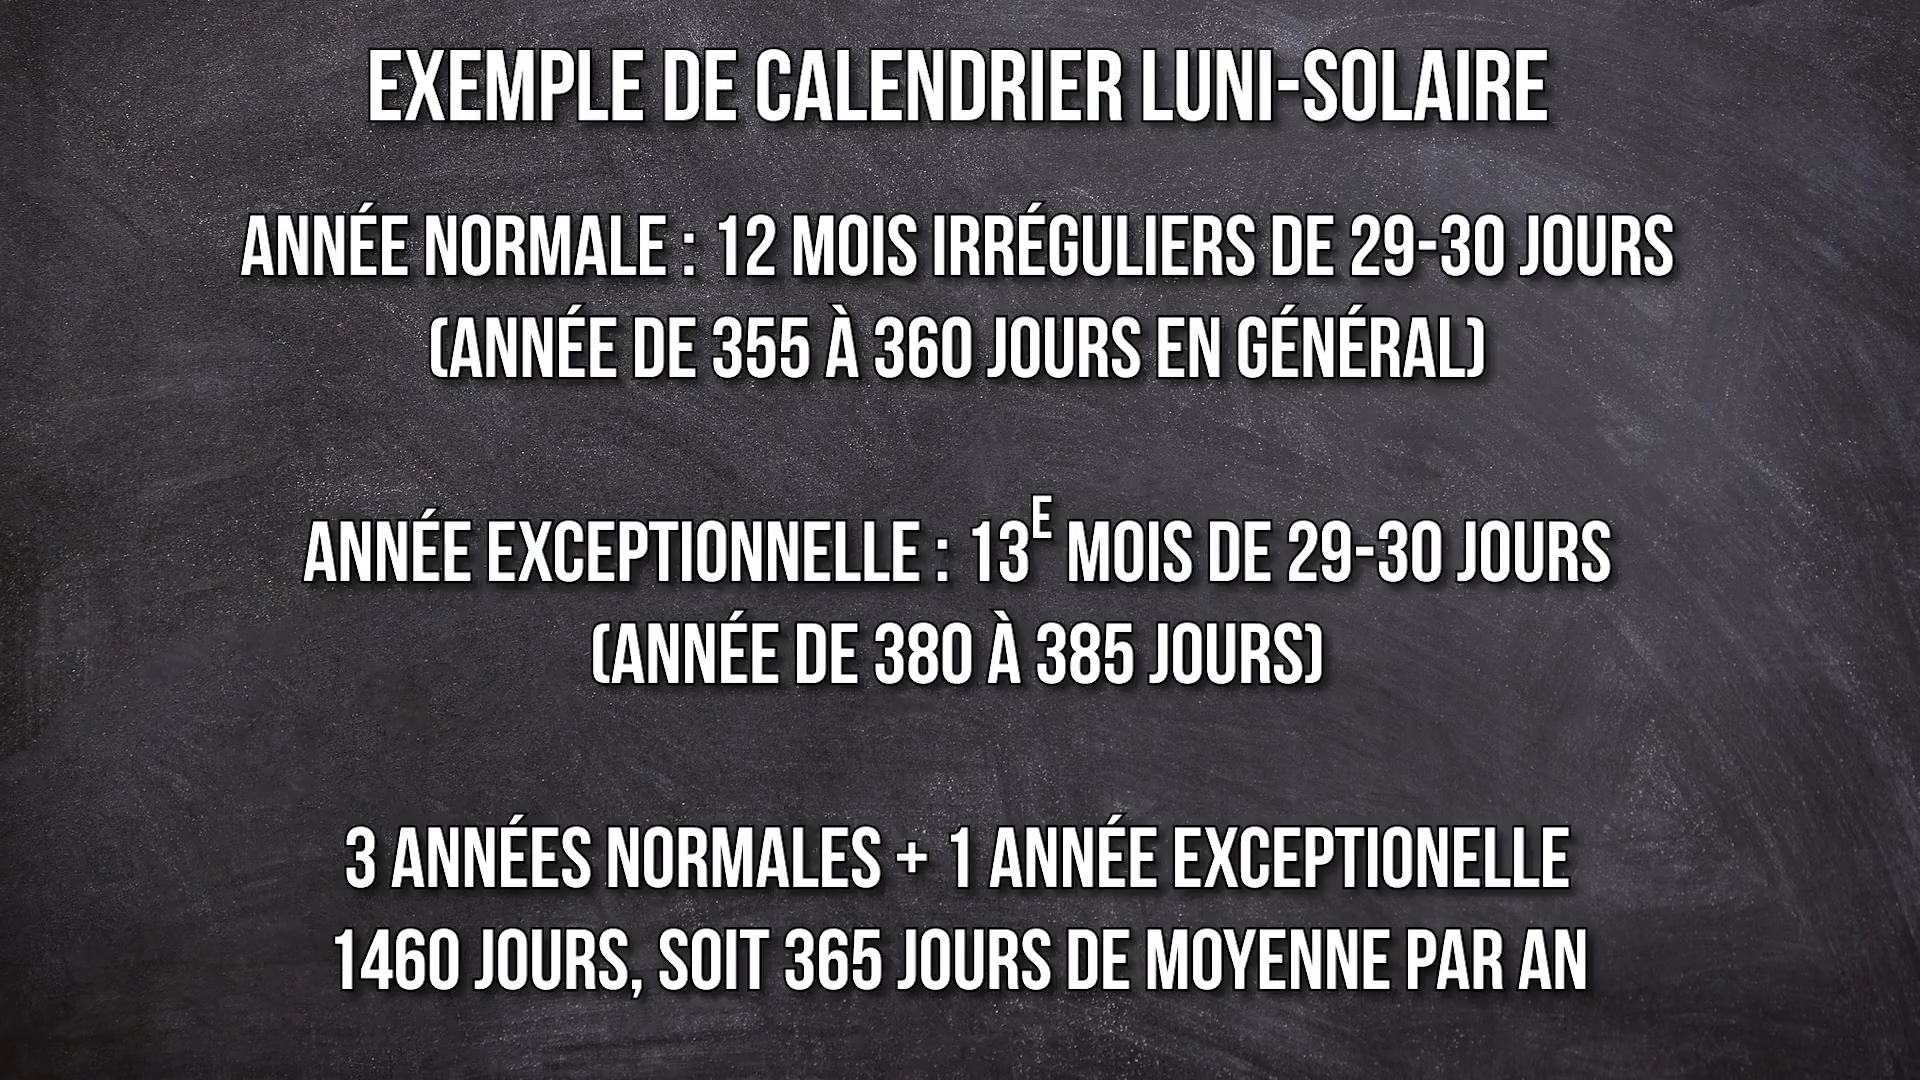 EXEMPLE DE CALENDRIER LUNI-SOLAIRE
ANNÉE NORMALE : 12 MOIS IRRÉGULIERS DE 29-30 JOURS
(ANNÉE DE 355 À 360 JOURS EN GÉNÉRAL)
ANNÉE EXCEPTIONNELLE : 13E MOIS DE 29-30 JOURS
(ANNÉE DE 380 À 385 JOURS)
3 ANNÉES NORMALES + 1 ANNÉE EXCEPTIONELLE
1460 JOURS, SOIT 365 JOURS DE MOYENNE PAR AN